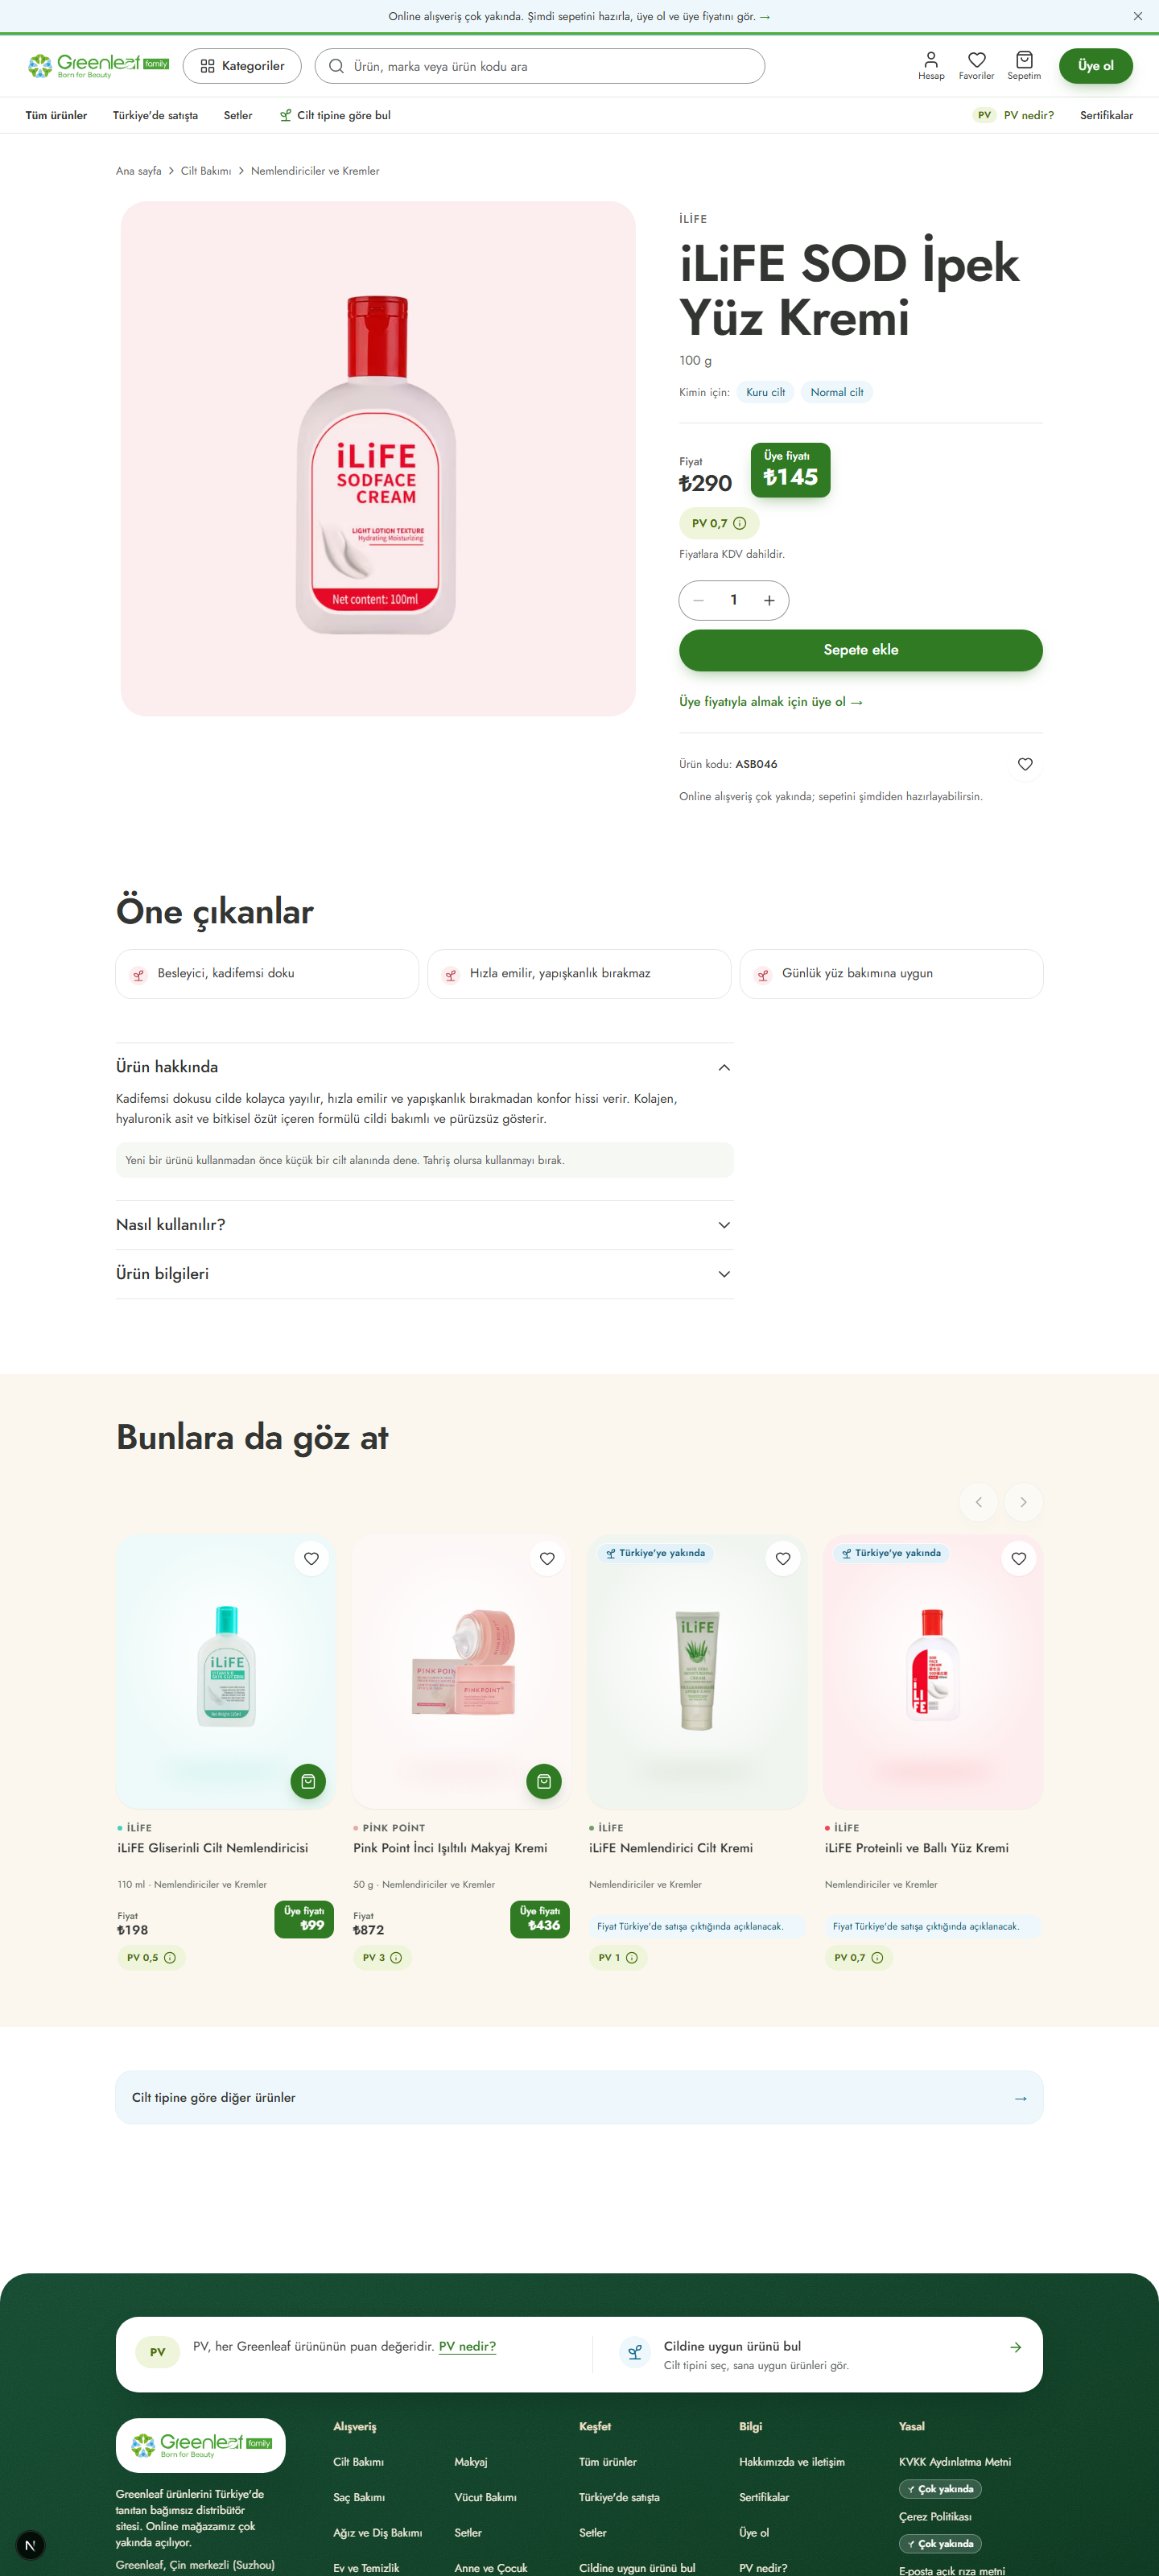 Online alışveriş çok yakında. Şimdi sepetini hazırla, üye ol ve üye fiyatını gör. →
Greenleaf family
Born for Beauty
Kategoriler
Ürün, marka veya ürün kodu ara
Hesap
Favoriler
Sepetim
Üye ol
Tüm ürünler
Türkiye'de satışta
Setler
Cilt tipine göre bul
PV
PV nedir?
Sertifikalar
Ana sayfa > Cilt Bakımı > Nemlendiriciler ve Kremler
iLiFE
SODFACE
CREAM
LIGHT LOTION TEXTURE
Hydrating Moisturizing
Net content: 100ml
İLİFE
iLiFE SOD İpek
Yüz Kremi
100 g
Kimin için:
Kuru cilt
Normal cilt
Fiyat
₺290
Üye fiyatı
₺145
PV 0,7
Fiyatlara KDV dahildir.
1
Sepete ekle
Üye fiyatıyla almak için üye ol →
Ürün kodu: ASB046
Online alışveriş çok yakında; sepetini şimdiden hazırlayabilirsin.
Öne çıkanlar
Besleyici, kadifemsi doku
Hızla emilir, yapışkanlık bırakmaz
Günlük yüz bakımına uygun
Ürün hakkında
Kadifemsi dokusu cilde kolayca yayılır, hızla emilir ve yapışkanlık bırakmadan konfor hissi verir. Kolajen,
hyaluronik asit ve bitkisel özüt içeren formülü cildi bakımlı ve pürüzsüz gösterir.
Yeni bir ürünü kullanmadan önce küçük bir cilt alanında dene. Tahriş olursa kullanmayı bırak.
Nasıl kullanılır?
Ürün bilgileri
Bunlara da göz at
iLiFE
İLİFE
iLiFE Gliserinli Cilt Nemlendiricisi
110 ml · Nemlendiriciler ve Kremler
Fiyat
₺198
Üye fiyatı
₺99
PV 0,5
PINKPOINT
PİNK POİNT
Pink Point İnci Işıltılı Makyaj Kremi
50 g · Nemlendiriciler ve Kremler
Fiyat
₺872
Üye fiyatı
₺436
PV 3
Türkiye'ye yakında
iLiFE
İLİFE
iLiFE Nemlendirici Cilt Kremi
Nemlendiriciler ve Kremler
Fiyat Türkiye'de satışa çıktığında açıklanacak.
PV 1
Türkiye'ye yakında
İLİFE
iLiFE Proteinli ve Ballı Yüz Kremi
Nemlendiriciler ve Kremler
Fiyat Türkiye'de satışa çıktığında açıklanacak.
PV 0,7
Cilt tipine göre diğer ürünler →
PV
PV, her Greenleaf ürününün puan değeridir. PV nedir?
Cildine uygun ürünü bul
Cilt tipini seç, sana uygun ürünleri gör.
Greenleaf family
Born for Beauty
Greenleaf ürünlerini Türkiye'de
tanıtan bağımsız distribütör
sitesi. Online mağazamız çok
yakında açılıyor.
Greenleaf, Çin merkezli (Suzhou)
Alışveriş
Cilt Bakımı
Makyaj
Saç Bakımı
Vücut Bakımı
Ağız ve Diş Bakımı
Setler
Ev ve Temizlik
Anne ve Çocuk
Keşfet
Tüm ürünler
Türkiye'de satışta
Setler
Cildine uygun ürünü bul
Bilgi
Hakkımızda ve iletişim
Sertifikalar
Üye ol
PV nedir?
Yasal
KVKK Aydınlatma Metni
Çok yakında
Çerez Politikası
Çok yakında
E-posta açık rıza metni
N